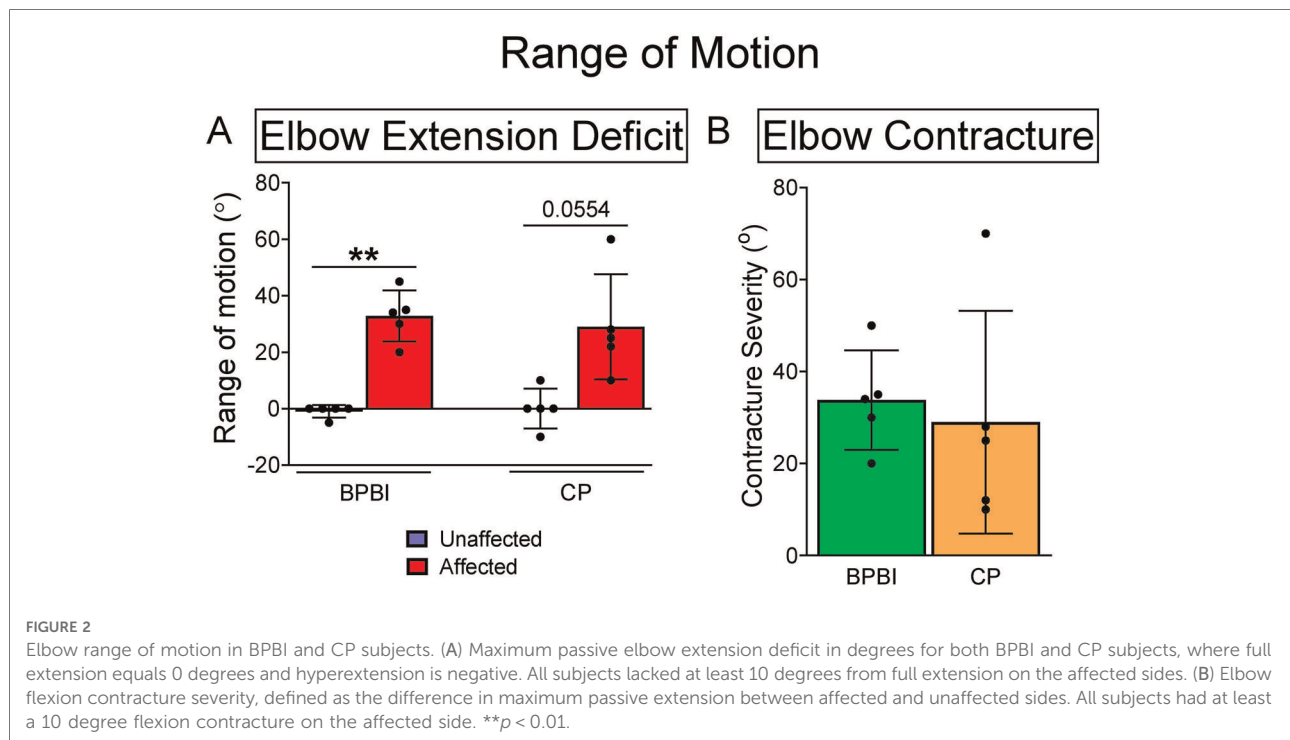 Range of Motion
A Elbow Extension Deficit
80
60
40
20
0
-20
Range of motion (°)
**
0.0554
BPBI
CP
Unaffected
Affected
B Elbow Contracture
80
60
40
20
0
Contracture Severity (⁰)
BPBI
CP
FIGURE 2
Elbow range of motion in BPBI and CP subjects. (A) Maximum passive elbow extension deficit in degrees for both BPBI and CP subjects, where full
extension equals 0 degrees and hyperextension is negative. All subjects lacked at least 10 degrees from full extension on the affected sides. (B) Elbow
flexion contracture severity, defined as the difference in maximum passive extension between affected and unaffected sides. All subjects had at least
a 10 degree flexion contracture on the affected side. **p < 0.01.